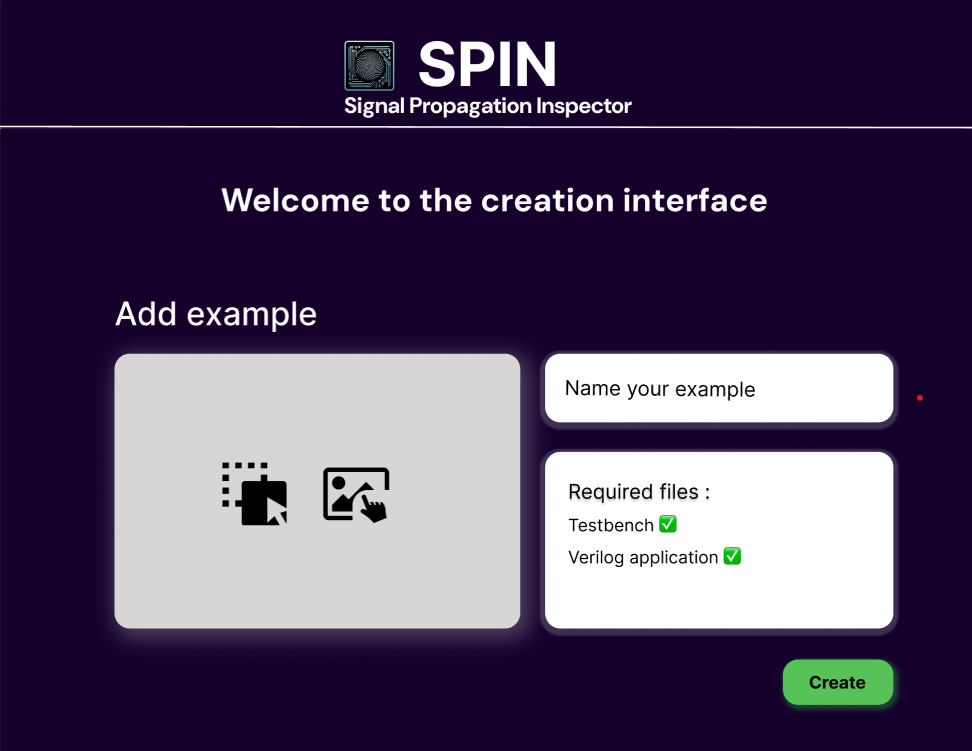 SPIN
Signal Propagation Inspector
Welcome to the creation interface
Add example
Name your example
Required files :
Testbench ✅
Verilog application ✅
Create